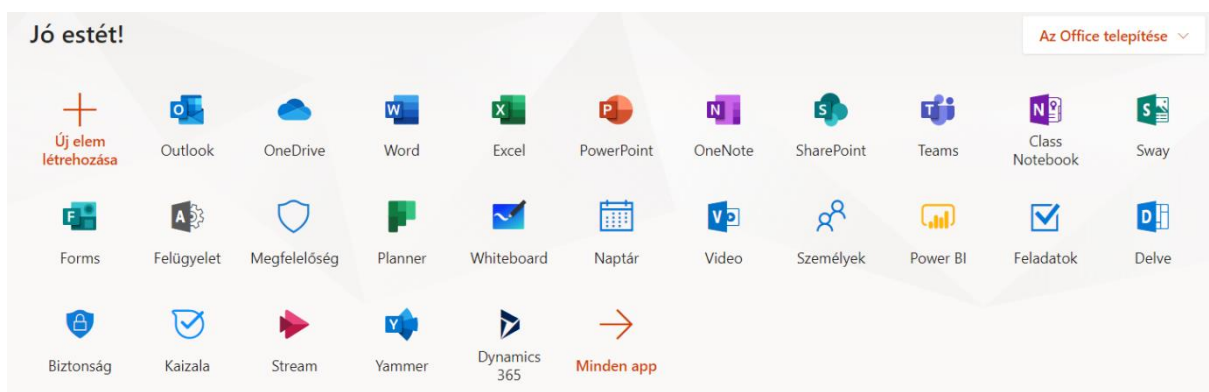 Jó estét!
Az Office telepítése
Új elem
létrehozása
Outlook
OneDrive
Word
Excel
PowerPoint
OneNote
SharePoint
Teams
Class
Notebook
Sway
Forms
Felügyelet
Megfelelőség
Planner
Whiteboard
Naptár
Video
Személyek
Power BI
Feladatok
Delve
Biztonság
Kaizala
Stream
Yammer
Dynamics
365
Minden app